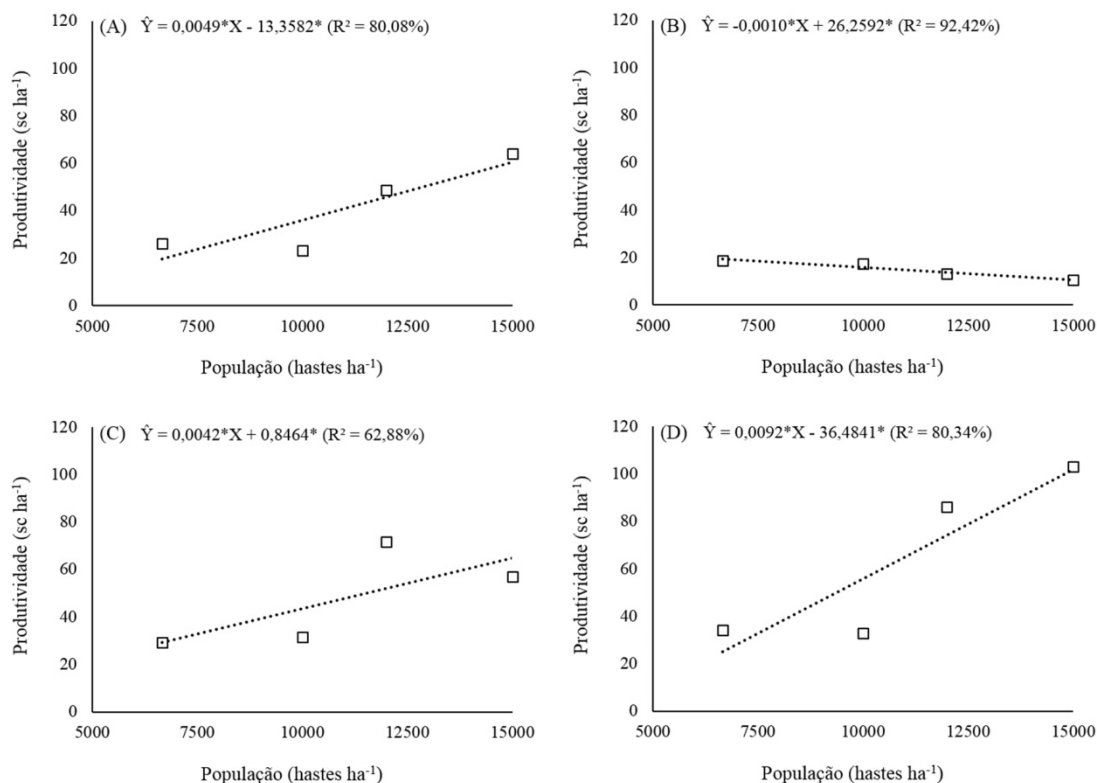 (A) Ŷ = 0,0049*X - 13,3582* (R² = 80,08%)
Produtividade (sc ha⁻¹)
120
100
80
60
40
20
0
5000 7500 10000 12500 15000
População (hastes ha⁻¹)
(B) Ŷ = -0,0010*X + 26,2592* (R² = 92,42%)
Produtividade (sc ha⁻¹)
120
100
80
60
40
20
0
5000 7500 10000 12500 15000
População (hastes ha⁻¹)
(C) Ŷ = 0,0042*X + 0,8464* (R² = 62,88%)
Produtividade (sc ha⁻¹)
120
100
80
60
40
20
0
5000 7500 10000 12500 15000
População (hastes ha⁻¹)
(D) Ŷ = 0,0092*X - 36,4841* (R² = 80,34%)
Produtividade (sc ha⁻¹)
120
100
80
60
40
20
0
5000 7500 10000 12500 15000
População (hastes ha⁻¹)